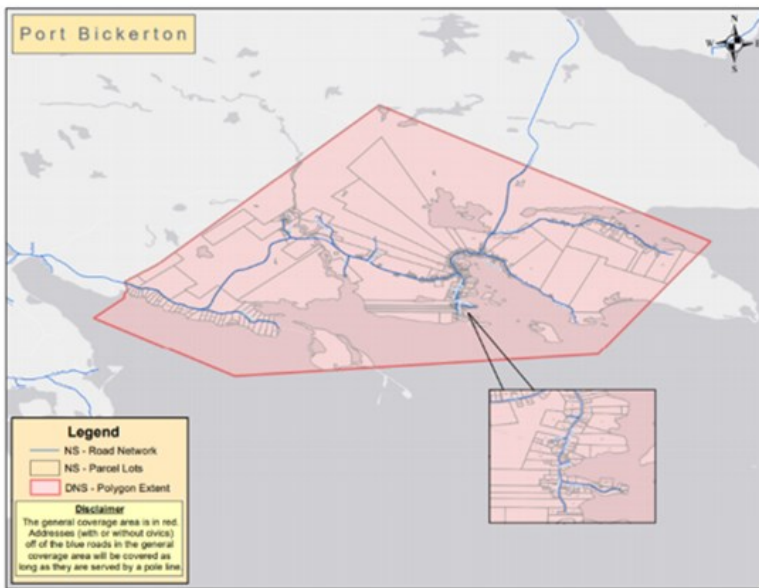 Port Bickerton
N
W E
S
Legend
NS - Road Network
NS - Parcel Lots
DNS - Polygon Extent
Disclaimer
The general coverage area is in red.
Addresses (with or without civics)
off of the blue roads in the general
coverage area will be covered as
long as they are served by a pole line.